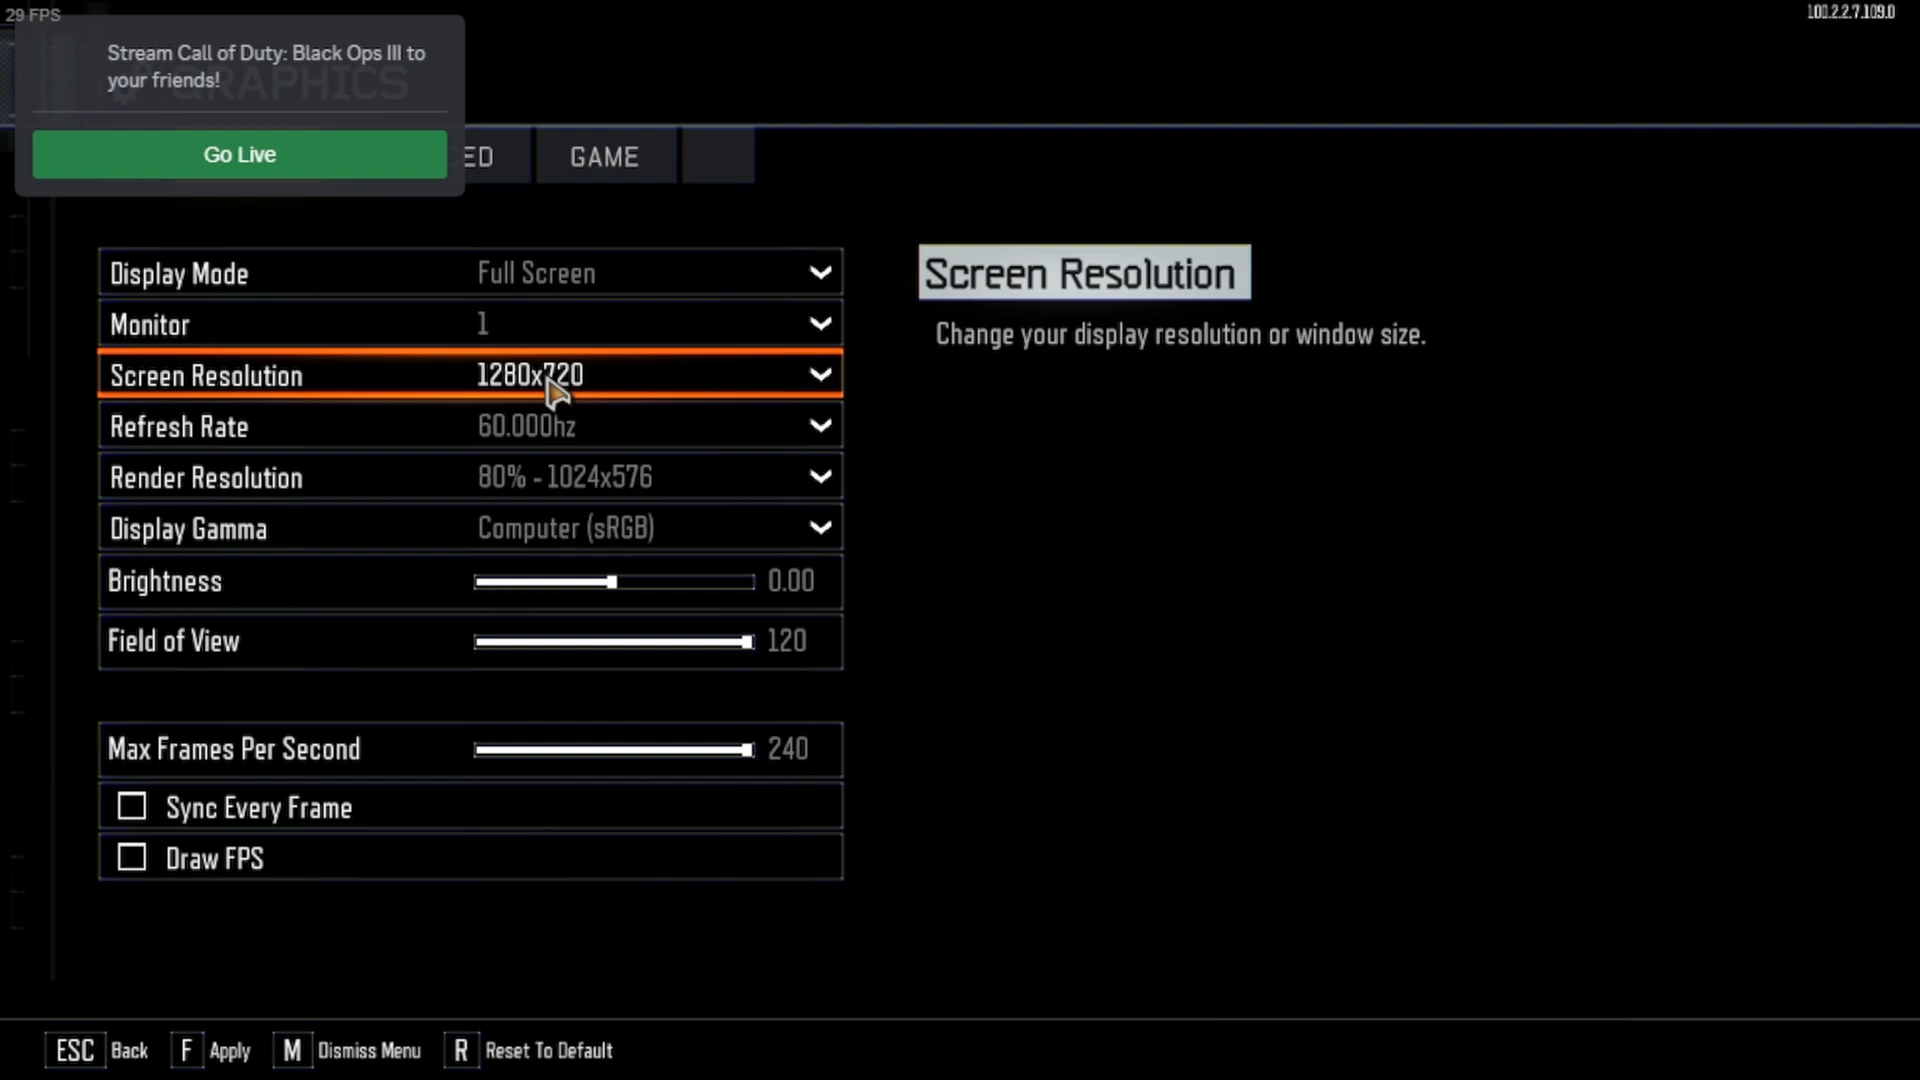 29 FPS
100.2.2.7.109.0
Stream Call of Duty: Black Ops III to
your friends!
GRAPHICS
Go Live
ED
GAME
Display Mode Full Screen
Monitor 1
Screen Resolution 1280x720
Refresh Rate 60.000hz
Render Resolution 80% - 1024x576
Display Gamma Computer (sRGB)
Brightness 0.00
Field of View 120
Max Frames Per Second 240
Sync Every Frame
Draw FPS
Screen Resolution
Change your display resolution or window size.
ESC Back F Apply M Dismiss Menu R Reset To Default